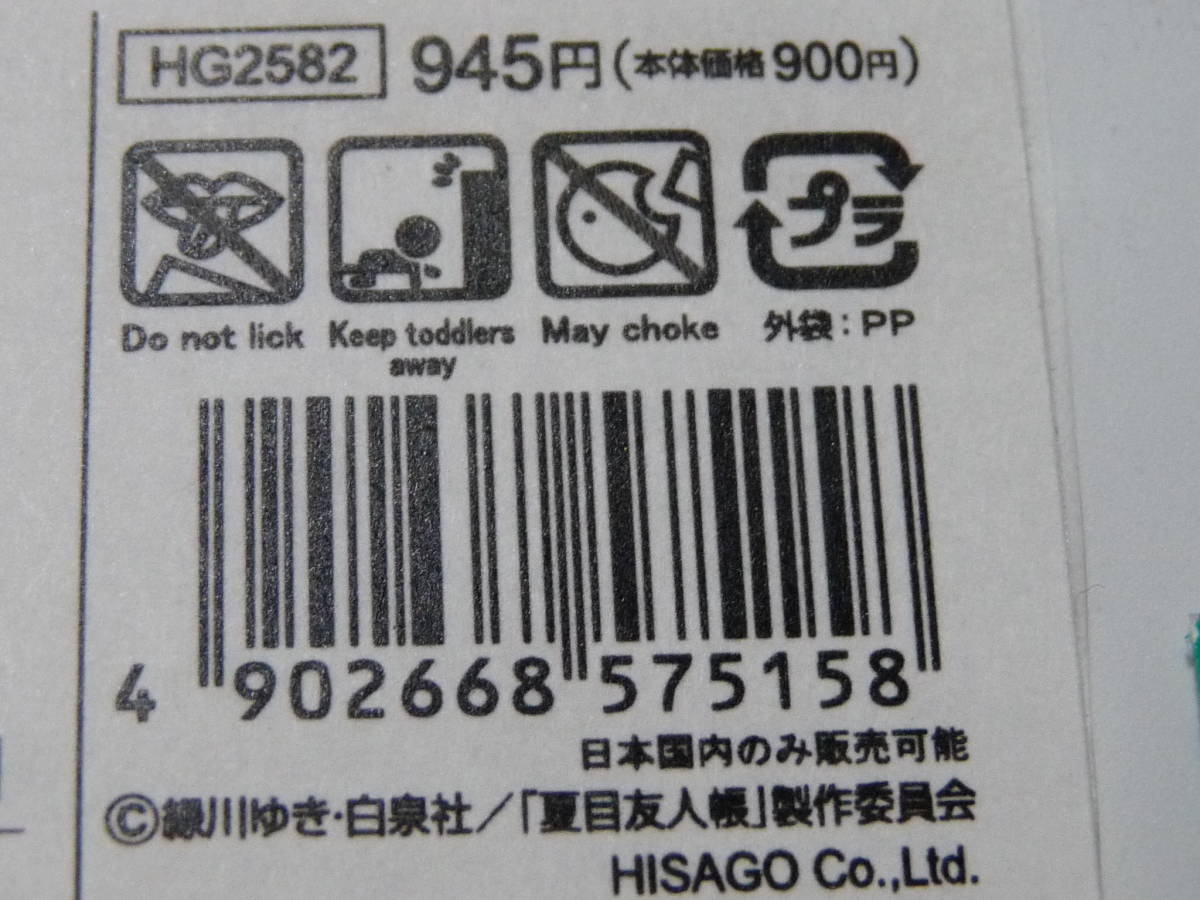 HG2582 945円(本体価格900円)
プラ
Do not lick Keep toddlers away May choke 外袋:PP
4 902668 575158
日本国内のみ販売可能
©緑川ゆき・白泉社/「夏目友人帳」製作委員会
HISAGO Co.,Ltd.